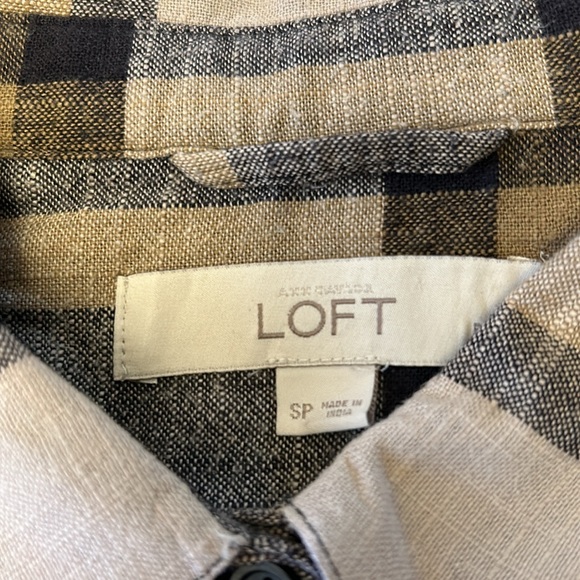 ANN TAYLOR
LOFT
SP
MADE IN
INDIA